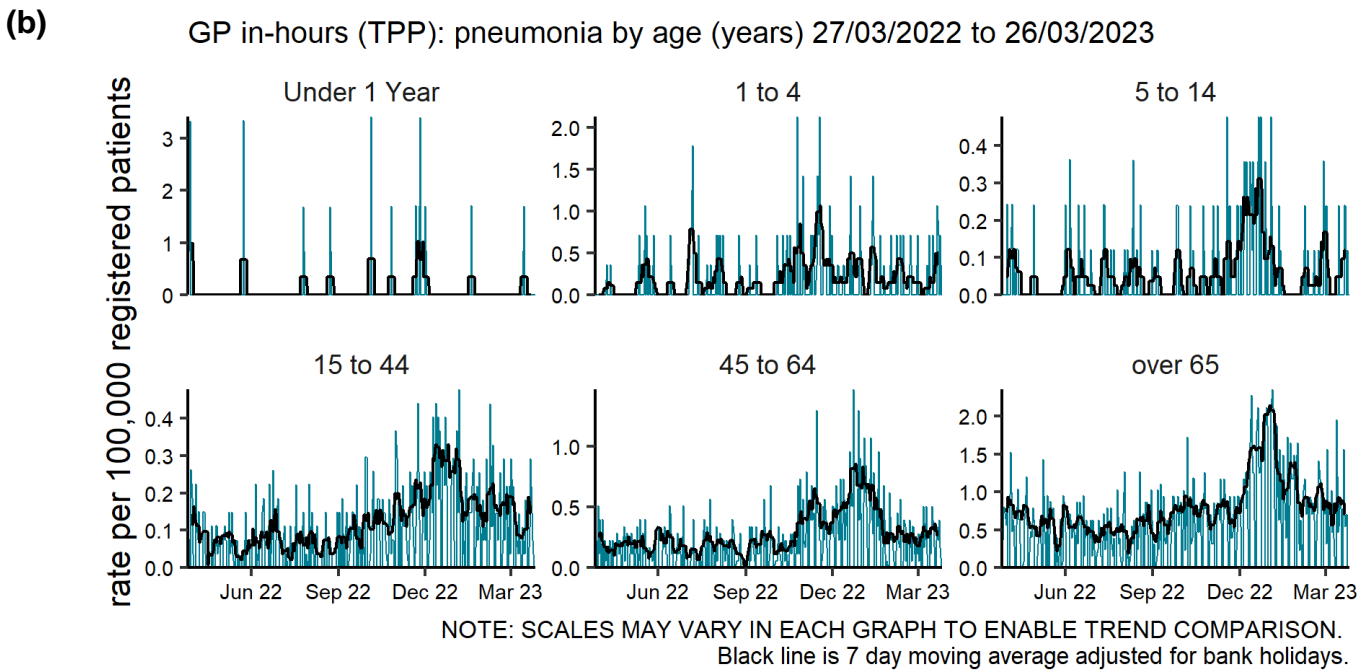 (b)
GP in-hours (TPP): pneumonia by age (years) 27/03/2022 to 26/03/2023
rate per 100,000 registered patients
Under 1 Year
3
2
1
0
1 to 4
2.0
1.5
1.0
0.5
0.0
5 to 14
0.4
0.3
0.2
0.1
0.0
15 to 44
0.4
0.3
0.2
0.1
0.0
Jun 22 Sep 22 Dec 22 Mar 23
45 to 64
1.0
0.5
0.0
Jun 22 Sep 22 Dec 22 Mar 23
over 65
2.0
1.5
1.0
0.5
0.0
Jun 22 Sep 22 Dec 22 Mar 23
NOTE: SCALES MAY VARY IN EACH GRAPH TO ENABLE TREND COMPARISON.
Black line is 7 day moving average adjusted for bank holidays.